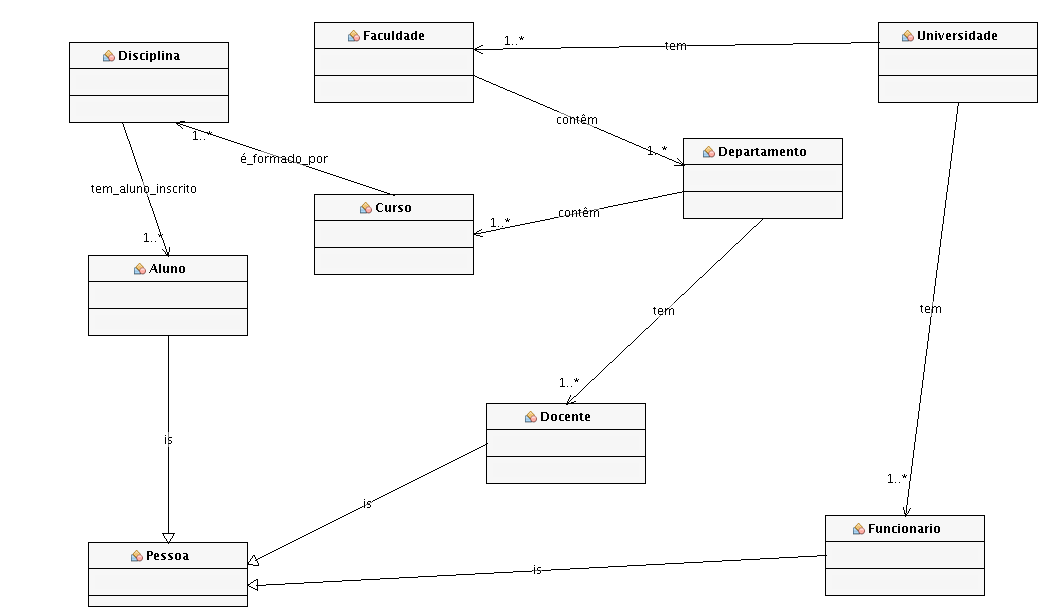 Faculdade
Universidade
1..*
tem
Disciplina
contêm
1..*
é_formado_por
1..*
Departamento
tem_aluno_inscrito
Curso
1..*
contêm
1..*
Aluno
tem
tem
1..*
Docente
is
1..*
is
Funcionario
Pessoa
is